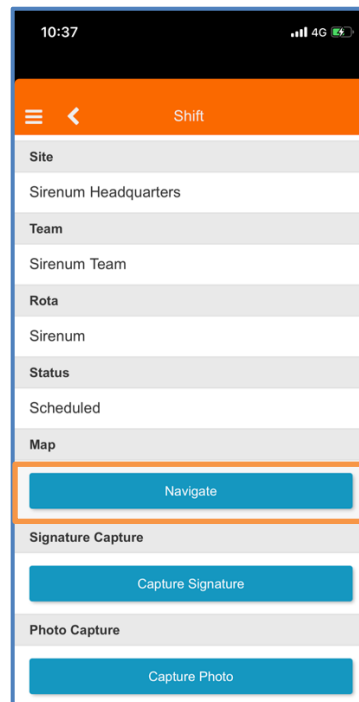 10:37 4G
Shift
Site
Sirenum Headquarters
Team
Sirenum Team
Rota
Sirenum
Status
Scheduled
Map
Navigate
Signature Capture
Capture Signature
Photo Capture
Capture Photo